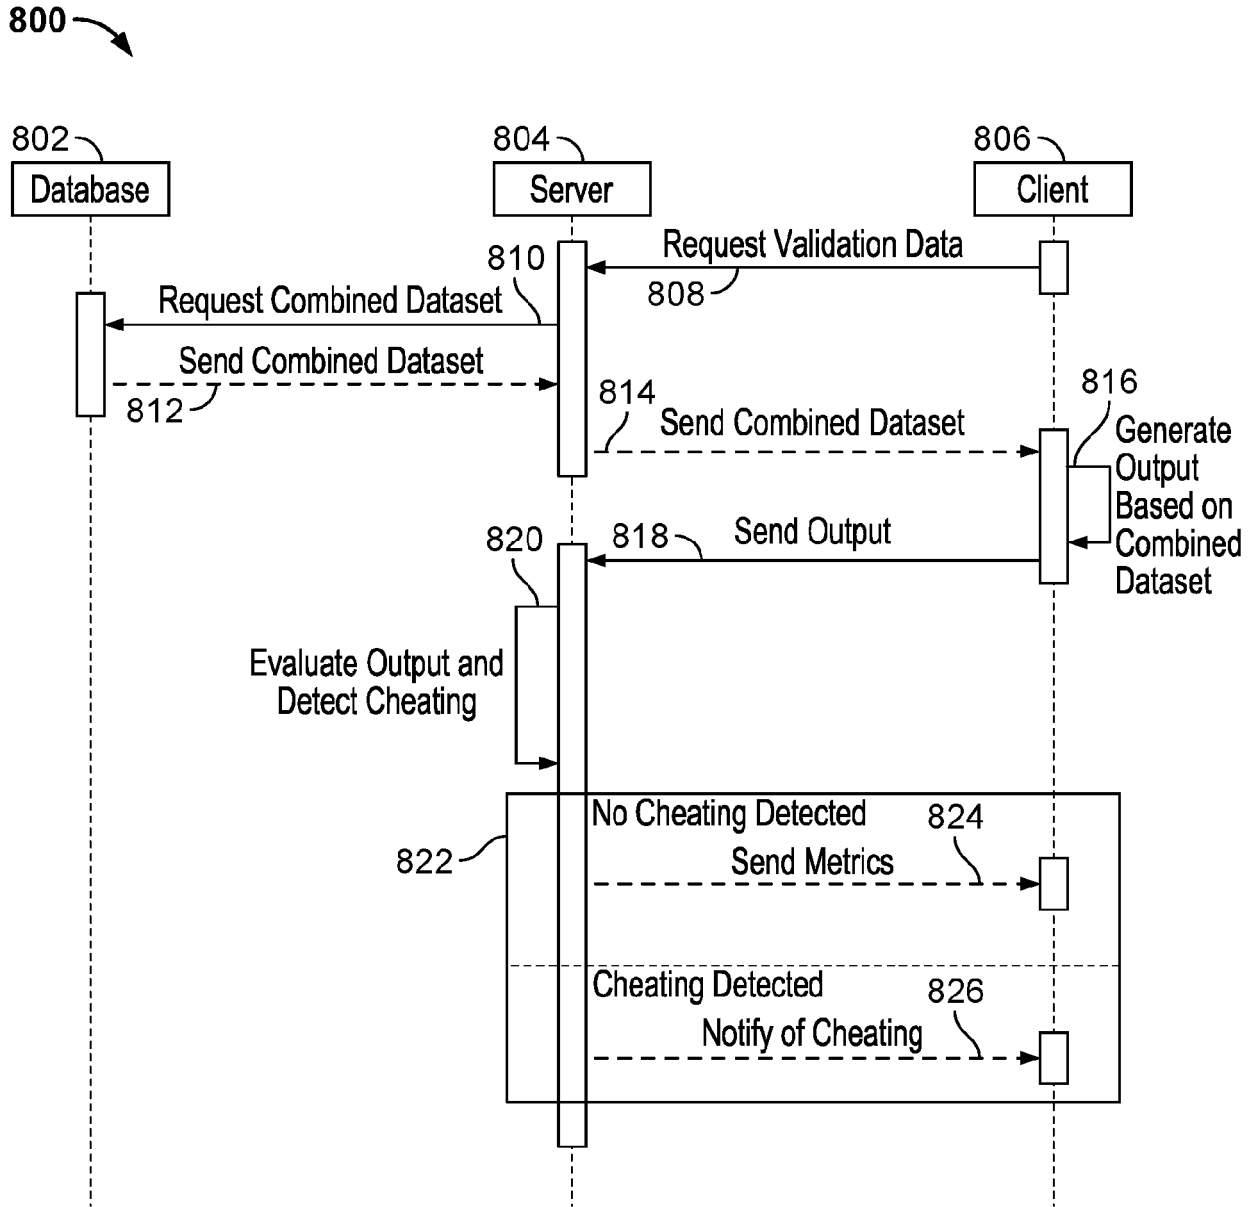 800
802
804
806
Database
Server
Client
Request Validation Data
808
810
Request Combined Dataset
Send Combined Dataset
812
814
Send Combined Dataset
816
Generate
Output
Based on
Combined
Dataset
Send Output
818
820
Evaluate Output and
Detect Cheating
822
No Cheating Detected
824
Send Metrics
Cheating Detected
826
Notify of Cheating